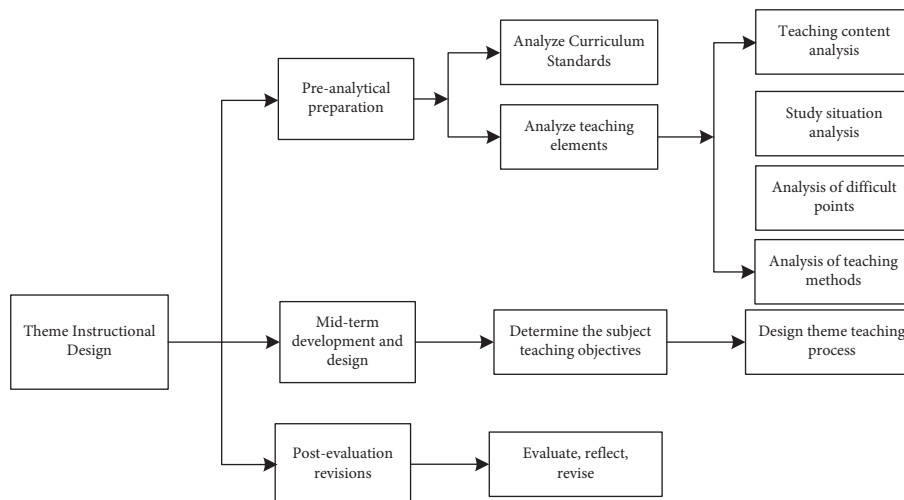 Theme Instructional
Design
Pre-analytical
preparation
Analyze Curriculum
Standards
Analyze teaching
elements
Teaching content
analysis
Study situation
analysis
Analysis of difficult
points
Analysis of teaching
methods
Mid-term
development and
design
Determine the subject
teaching objectives
Design theme teaching
process
Post-evaluation
revisions
Evaluate, reflect,
revise